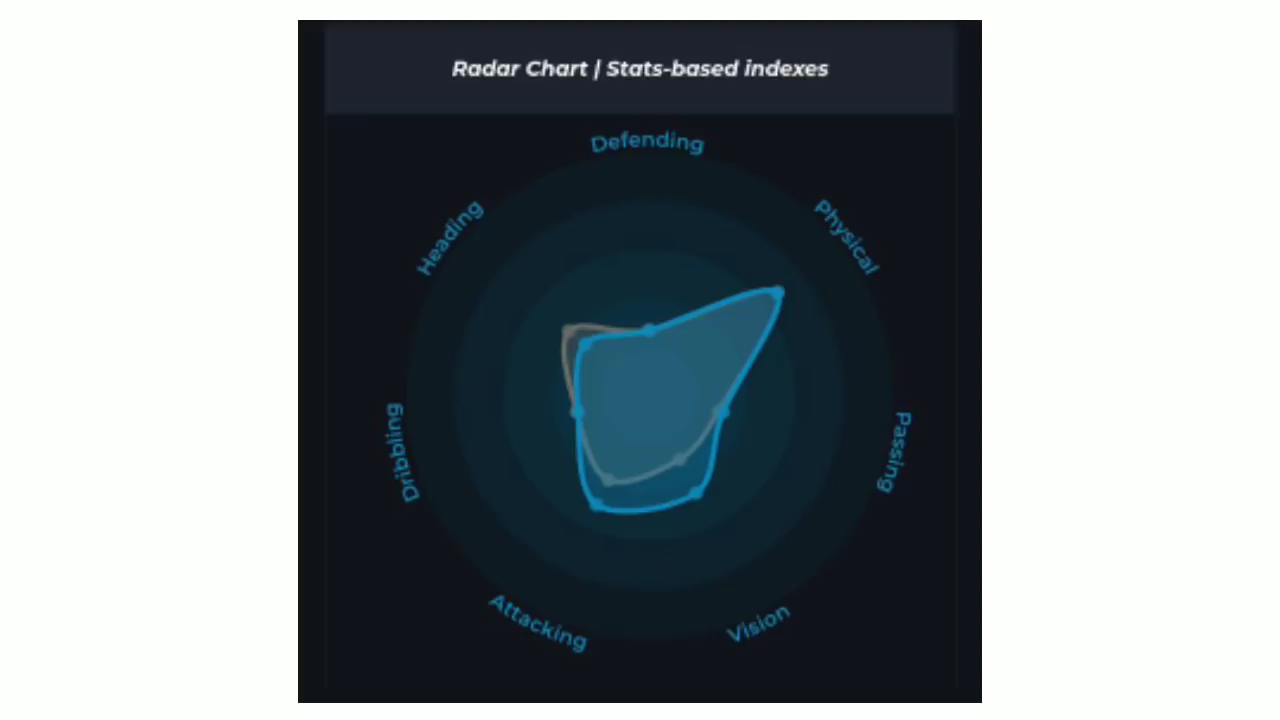 Radar Chart | Stats-based indexes
Defending
Physical
Passing
Vision
Attacking
Dribbling
Heading